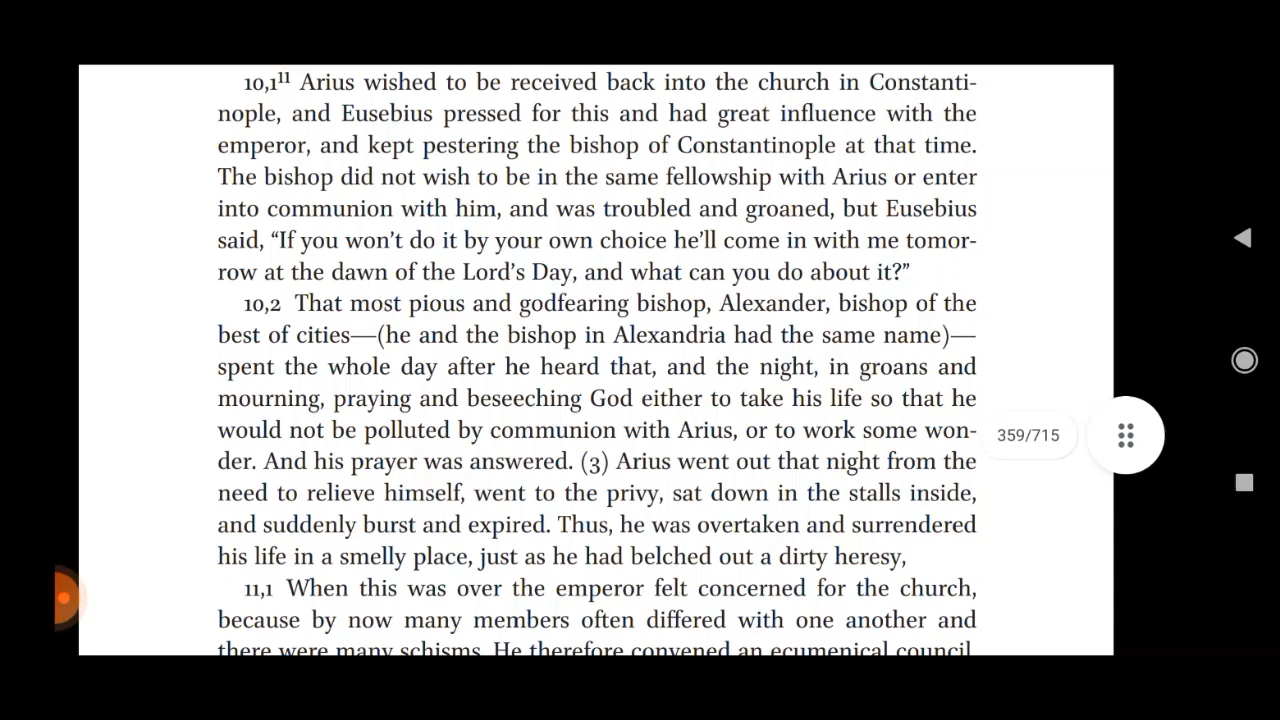 10,1¹¹ Arius wished to be received back into the church in Constanti-
nople, and Eusebius pressed for this and had great influence with the
emperor, and kept pestering the bishop of Constantinople at that time.
The bishop did not wish to be in the same fellowship with Arius or enter
into communion with him, and was troubled and groaned, but Eusebius
said, “If you won’t do it by your own choice he’ll come in with me tomor-
row at the dawn of the Lord’s Day, and what can you do about it?”
10,2 That most pious and godfearing bishop, Alexander, bishop of the
best of cities—(he and the bishop in Alexandria had the same name)—
spent the whole day after he heard that, and the night, in groans and
mourning, praying and beseeching God either to take his life so that he
would not be polluted by communion with Arius, or to work some won-
der. And his prayer was answered. (3) Arius went out that night from the
need to relieve himself, went to the privy, sat down in the stalls inside,
and suddenly burst and expired. Thus, he was overtaken and surrendered
his life in a smelly place, just as he had belched out a dirty heresy,
11,1 When this was over the emperor felt concerned for the church,
because by now many members often differed with one another and
there were many schisms. He therefore convened an ecumenical council,
359/715